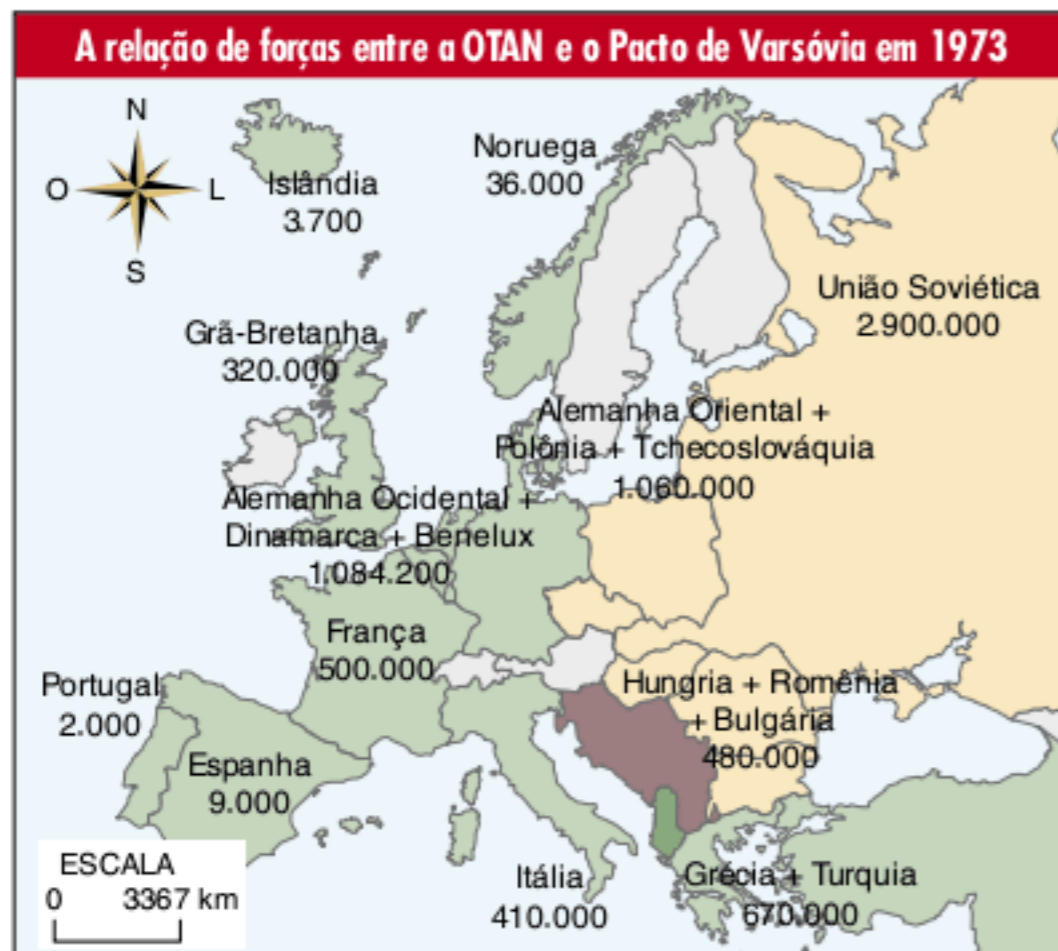 A relação de forças entre a OTAN e o Pacto de Varsóvia em 1973
N
O
L
S
Islândia
3.700
Noruega
36.000
União Soviética
2.900.000
Grã-Bretanha
320.000
Alemanha Oriental +
Polônia + Tchecoslováquia
1.060.000
Alemanha Ocidental +
Dinamarca + Benelux
1.084.200
França
500.000
Portugal
2.000
Hungria + Romênia
+ Bulgária
480.000
Espanha
9.000
ESCALA
0 3367 km
Itália
410.000
Grécia + Turquia
670.000